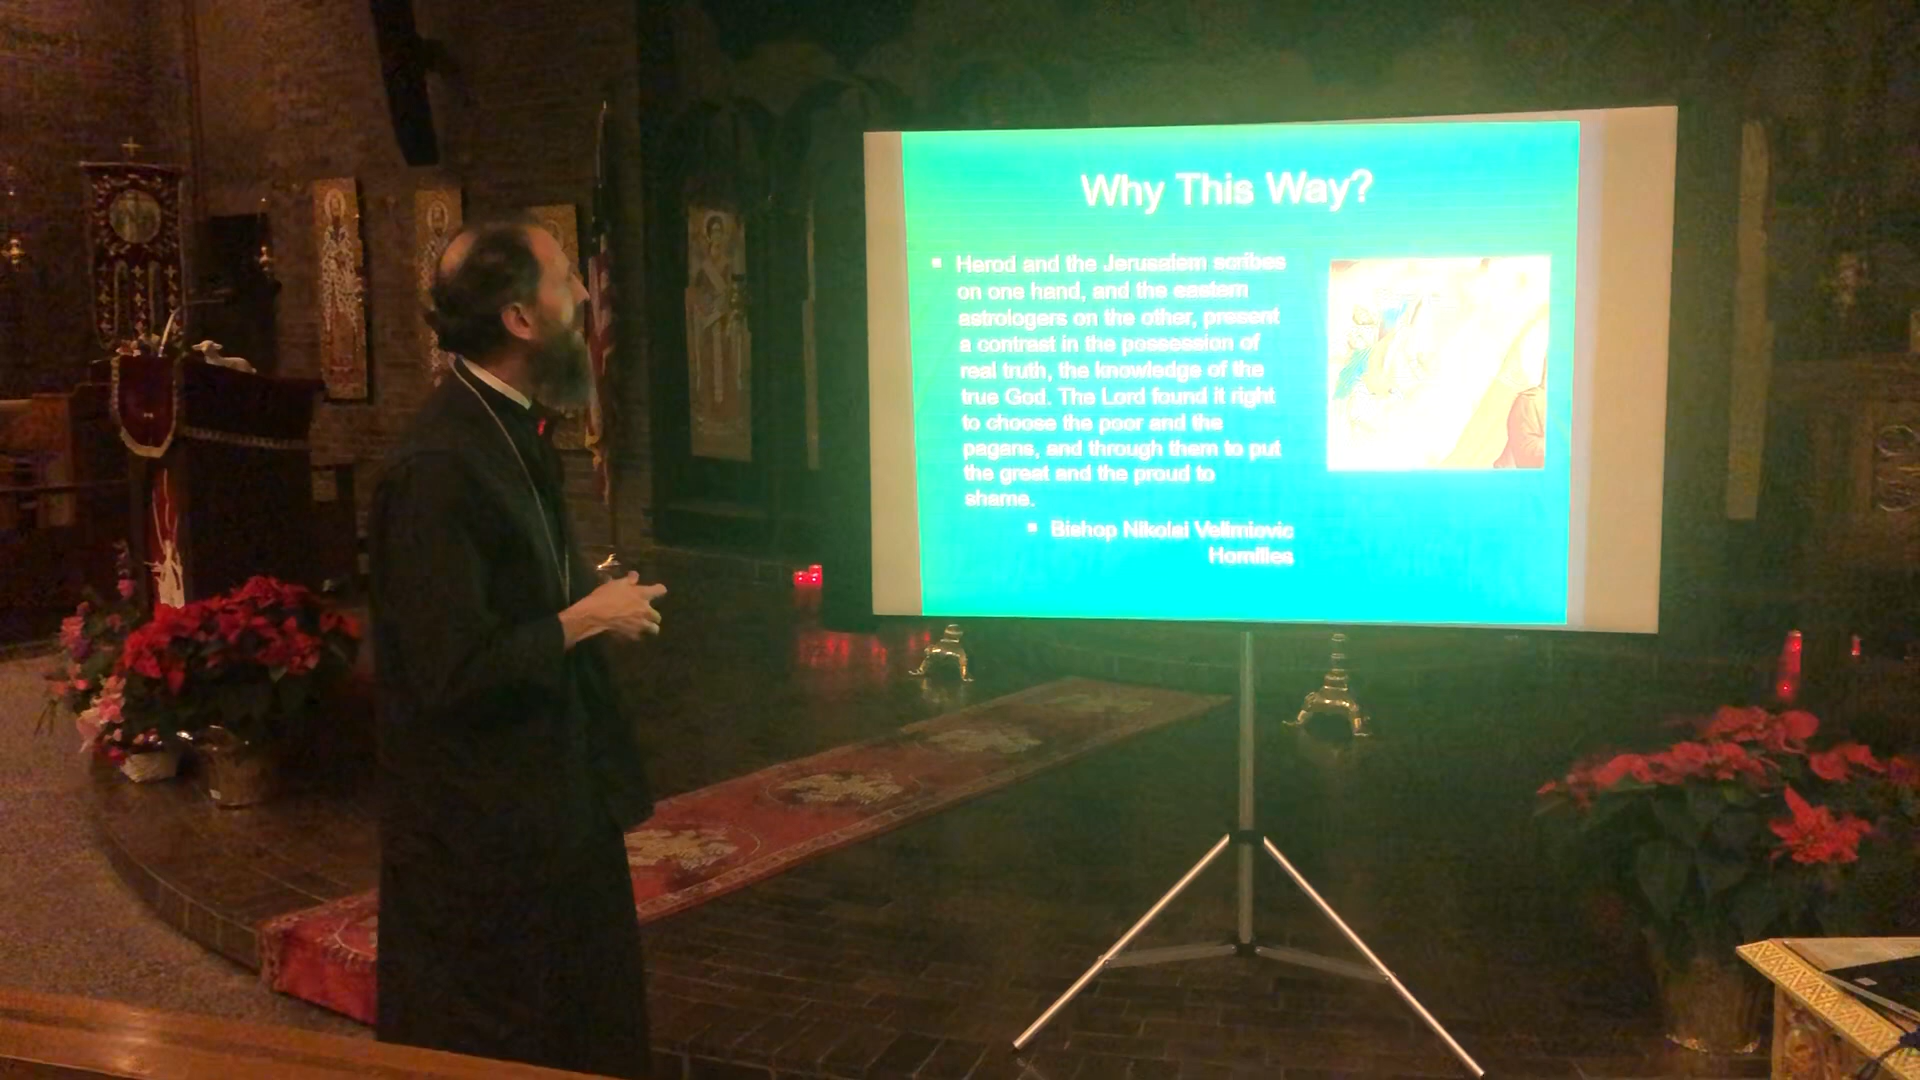 Why This Way?
Herod and the Jerusalem scribes
on one hand, and the eastern
astrologers on the other, present
a contrast in the possession of
real truth, the knowledge of the
true God. The Lord found it right
to choose the poor and the
pagans, and through them to put
the great and the proud to
shame.
Bishop Nikolai Velimiovic
Homilies